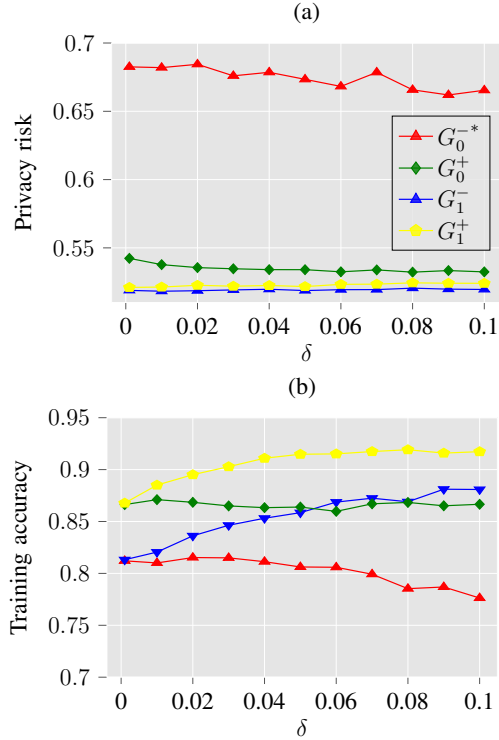 (a)
0.7
0.65
0.6
0.55
Privacy risk
G₀⁻*
G₀⁺
G₁⁻
G₁⁺
0 0.02 0.04 0.06 0.08 0.1
δ
(b)
0.95
0.9
0.85
0.8
0.75
0.7
Training accuracy
0 0.02 0.04 0.06 0.08 0.1
δ